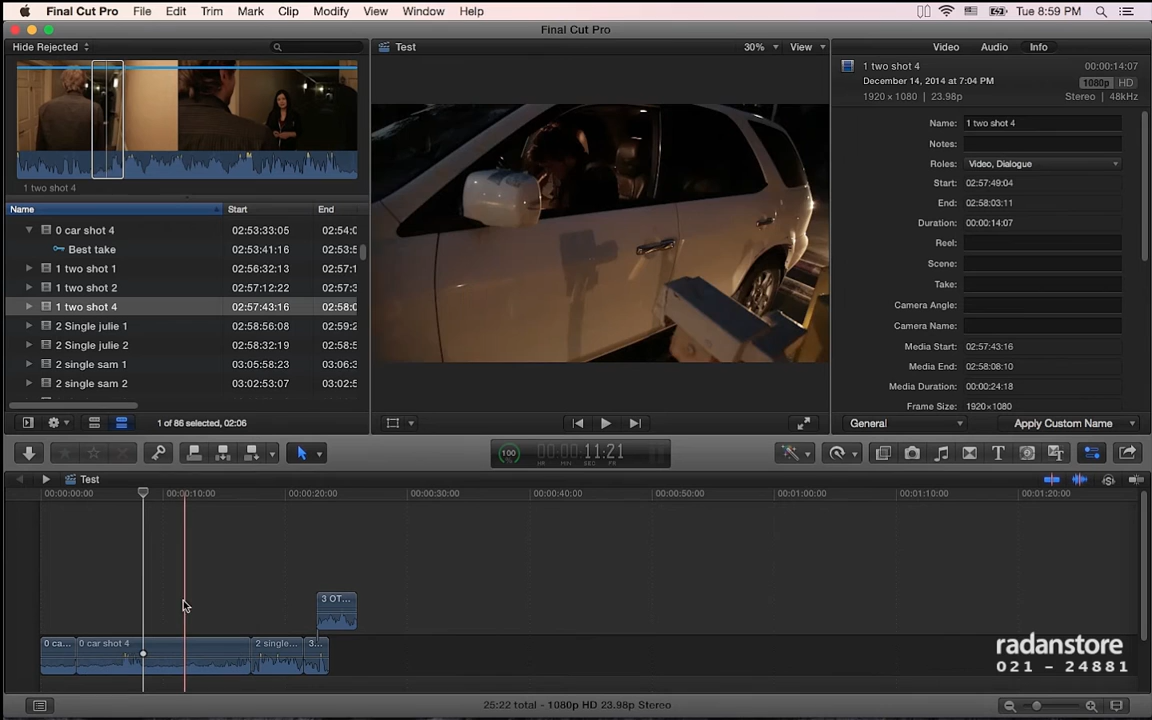 Final Cut Pro File Edit Trim Mark Clip Modify View Window Help Tue 8:59 PM
Final Cut Pro
Hide Rejected
Test 30% View
Video Audio Info
1 two shot 4 00:00:14:07
December 14, 2014 at 7:04 PM 1080p HD
1920 x 1080 | 23.98p Stereo | 48kHz
1 two shot 4
Name Start End
0 car shot 4 02:53:33:05 02:54:0
Best take 02:53:41:16 02:53:5
1 two shot 1 02:56:32:13 02:57:1
1 two shot 2 02:57:12:22 02:57:3
1 two shot 4 02:57:43:16 02:58:0
2 Single julie 1 02:58:56:08 02:59:2
2 Single julie 2 02:58:32:19 02:58:5
2 single sam 1 03:05:58:23 03:06:3
2 single sam 2 03:02:53:07 03:02:5
1 of 86 selected, 02:06
Name: 1 two shot 4
Notes:
Roles: Video, Dialogue
Start: 02:57:49:04
End: 02:58:03:11
Duration: 00:00:14:07
Reel:
Scene:
Take:
Camera Angle:
Camera Name:
Media Start: 02:57:43:16
Media End: 02:58:08:10
Media Duration: 00:00:24:18
Frame Size: 1920×1080
General Apply Custom Name
100 00:00:11:21
HR MIN SEC FR
Test
00:00:00:00 00:00:10:00 00:00:20:00 00:00:30:00 00:00:40:00 00:00:50:00 00:01:00:00 00:01:10:00 00:01:20:00
3 OT...
0 ca... 0 car shot 4 2 single... 3...
radanstore
021 - 24881
25:22 total - 1080p HD 23.98p Stereo